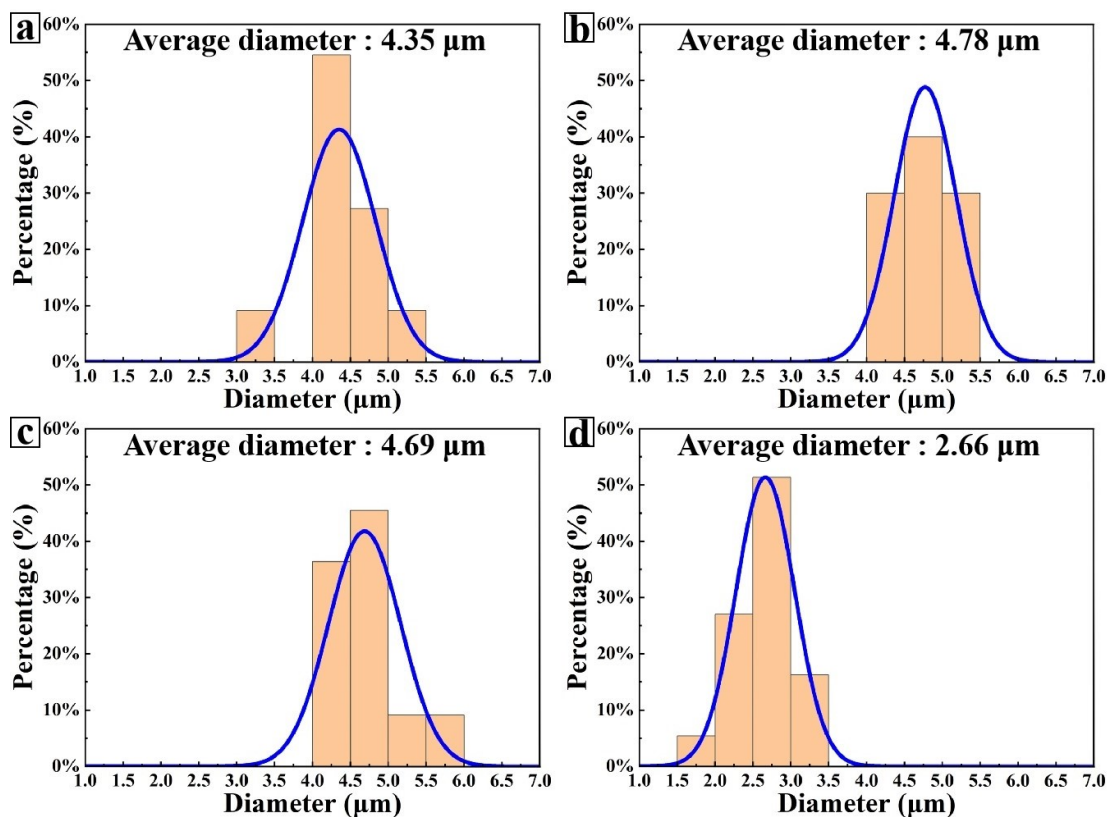 a
Average diameter : 4.35 µm
Percentage (%)
60%
50%
40%
30%
20%
10%
0%
1.0 1.5 2.0 2.5 3.0 3.5 4.0 4.5 5.0 5.5 6.0 6.5 7.0
Diameter (µm)
b
Average diameter : 4.78 µm
Percentage (%)
60%
50%
40%
30%
20%
10%
0%
1.0 1.5 2.0 2.5 3.0 3.5 4.0 4.5 5.0 5.5 6.0 6.5 7.0
Diameter (µm)
c
Average diameter : 4.69 µm
Percentage (%)
60%
50%
40%
30%
20%
10%
0%
1.0 1.5 2.0 2.5 3.0 3.5 4.0 4.5 5.0 5.5 6.0 6.5 7.0
Diameter (µm)
d
Average diameter : 2.66 µm
Percentage (%)
60%
50%
40%
30%
20%
10%
0%
1.0 1.5 2.0 2.5 3.0 3.5 4.0 4.5 5.0 5.5 6.0 6.5 7.0
Diameter (µm)